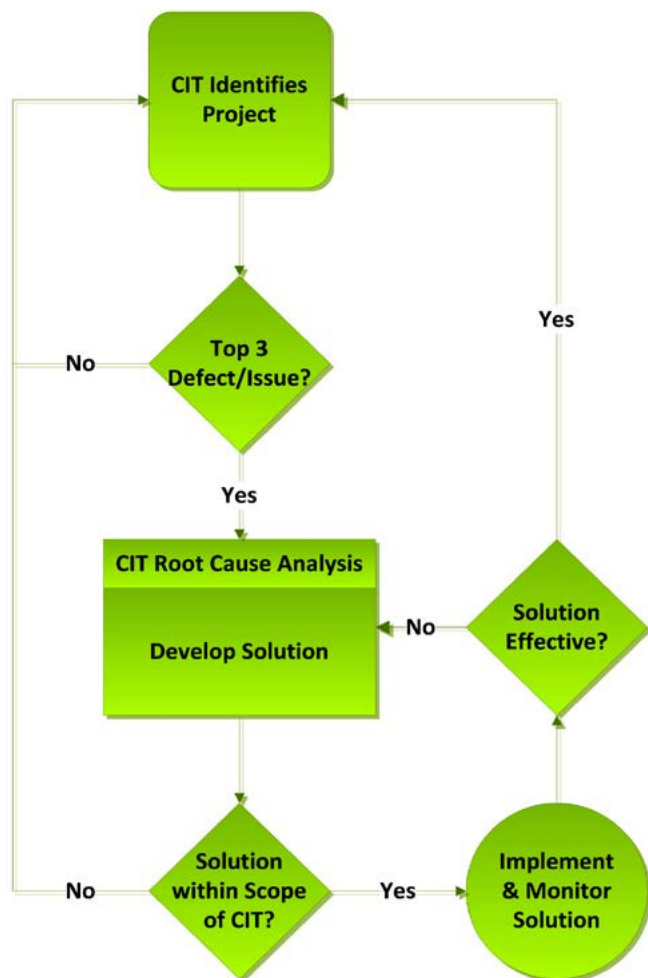 CIT Identifies
Project
Yes
Top 3
Defect/Issue?
No
Yes
CIT Root Cause Analysis
Develop Solution
No
Solution
Effective?
Solution
within Scope
of CIT?
No
Yes
Implement
& Monitor
Solution